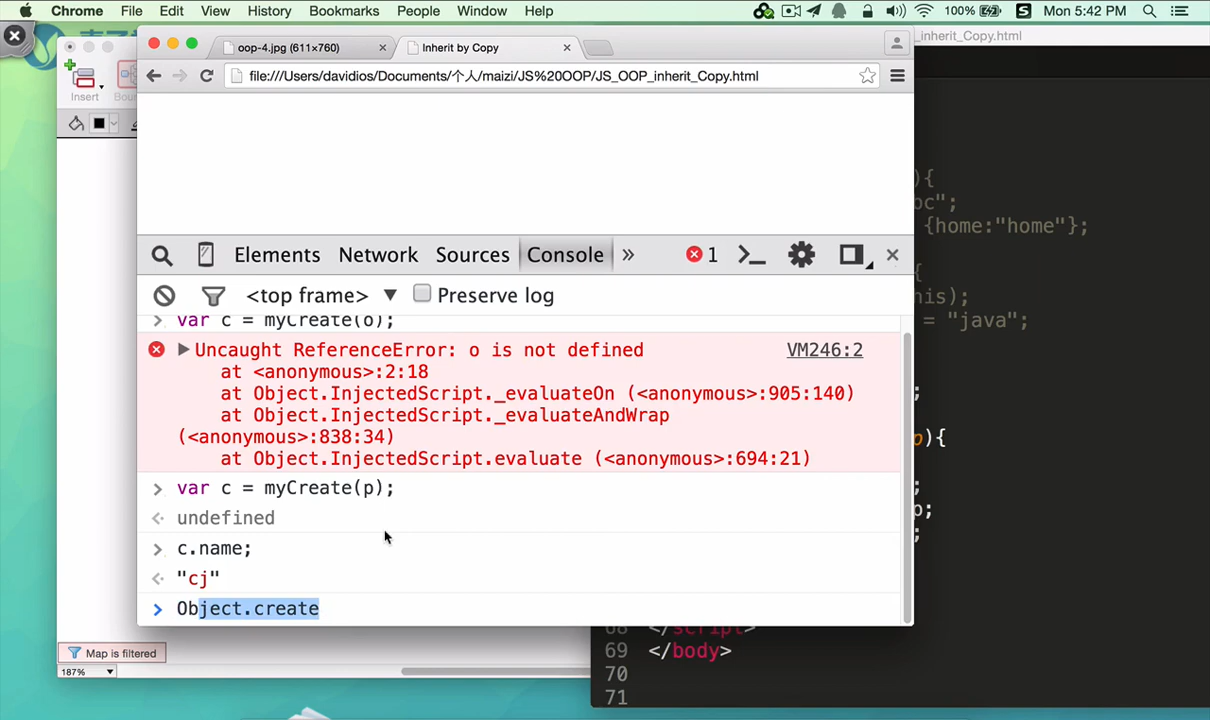 Chrome File Edit View History Bookmarks People Window Help 100% Mon 5:42 PM
oop-4.jpg (611×760) Inherit by Copy
_inherit_Copy.html
file:///Users/davidios/Documents/个人/maizi/JS%20OOP/JS_OOP_inherit_Copy.html
Insert
){
bc";
{home:"home"};
Elements Network Sources Console » 1
{
<top frame> ▼ Preserve log
his);
var c = myCreate(o);
= "java";
Uncaught ReferenceError: o is not defined VM246:2
at <anonymous>:2:18
at Object.InjectedScript._evaluateOn (<anonymous>:905:140)
;
at Object.InjectedScript._evaluateAndWrap
(<anonymous>:838:34)
o){
at Object.InjectedScript.evaluate (<anonymous>:694:21)
> var c = myCreate(p);
;
p;
undefined
;
> c.name;
"cj"
> Object.create
68 </script>
69 </body>
Map is filtered
187%
70
71